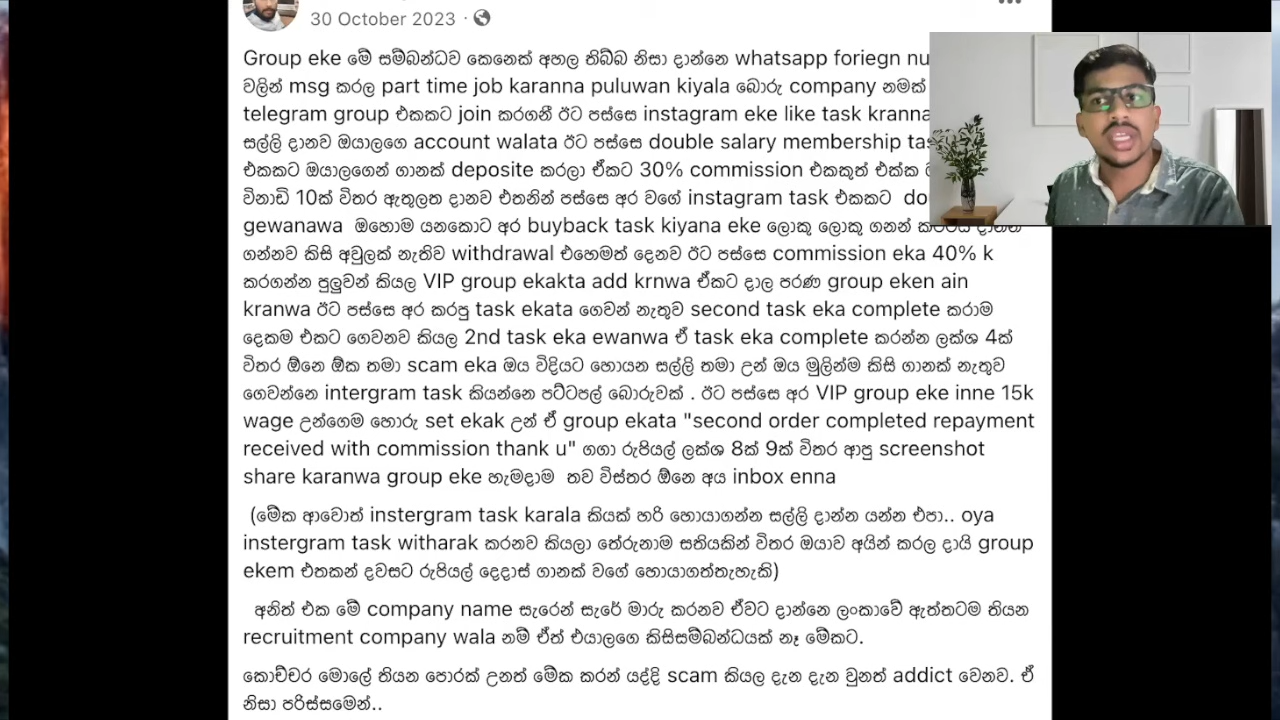 30 October 2023 ·
Group eke මේ සම්බන්ධව කෙනෙක් අහල තිබ්බ නිසා දාන්නෙ whatsapp foriegn
වලින් msg කරල part time job karanna puluwan kiyala බොරු company නමක්
telegram group එකකට join කරගනී ඊට පස්සෙ instagram eke like task kranna
සල්ලි දානව ඔයාලගෙ account walata ඊට පස්සෙ double salary membership
එකකට ඔයාලගෙන් ගානක් deposite කරලා ඒකට 30% commission එකකුත් එක්ක
විනාඩි 10ක් විතර ඇතුලත දානව එතනින් පස්සෙ අර වගේ instagram task එකකට
gewanawa ඔහොම යනකොට අර buyback task kiyana eke ලොකු ලොකු ගනන්
ගන්නව කිසි අවුලක් නැතිව withdrawal එහෙමත් දෙනව ඊට පස්සෙ commission eka 40% k
කරගන්න පුලුවන් කියල VIP group ekakta add krnwa ඒකට දාල පරණ group eken ain
kranwa ඊට පස්සෙ අර කරපු task ekata ගෙවන් නැතුව second task eka complete කරාම
දෙකම එකට ගෙවනව කියල 2nd task eka ewanwa ඒ task eka complete කරන්න ලක්ශ 4ක්
විතර ඕනෙ ඕක තමා scam eka ඔය විදියට හොයන සල්ලි තමා උන් ඔය මුලින්ම කිසි ගානක් නැතුව
ගෙවන්නෙ intergram task කියන්නෙ පට්ටපල් බොරුවක් . ඊට පස්සෙ අර VIP group eke inne 15k
wage උන්ගෙම හොරු set ekak උන් ඒ group ekata "second order completed repayment
received with commission thank u" ගගා රුපියල් ලක්ශ 8ක් 9ක් විතර ආපු screenshot
share karanwa group eke හැමදාම තව විස්තර ඕනෙ අය inbox enna
(මේක ආවොත් instergram task karala කියක් හරි හොයාගන්න සල්ලි දාන්න යන්න එපා.. oya
instergram task witharak කරනව කියලා තේරුනාම සතියකින් විතර ඔයාව අයින් කරල දායි group
ekem එතකන් දවසට රුපියල් දෙදාස් ගානක් වගේ හොයාගත්තැහැකි)
අනිත් එක මේ company name සැරෙන් සැරේ මාරු කරනව ඒවට දාන්නෙ ලංකාවේ ඇත්තටම තියන
recruitment company wala නම් ඒත් එයාලගෙ කිසිසම්බන්ධයක් නෑ මේකට.
කොච්චර මොලේ තියන පොරක් උනත් මේක කරන් යද්දි scam කියල දැන දැන වුනත් addict වෙනව. ඒ
නිසා පරිස්සමෙන්..